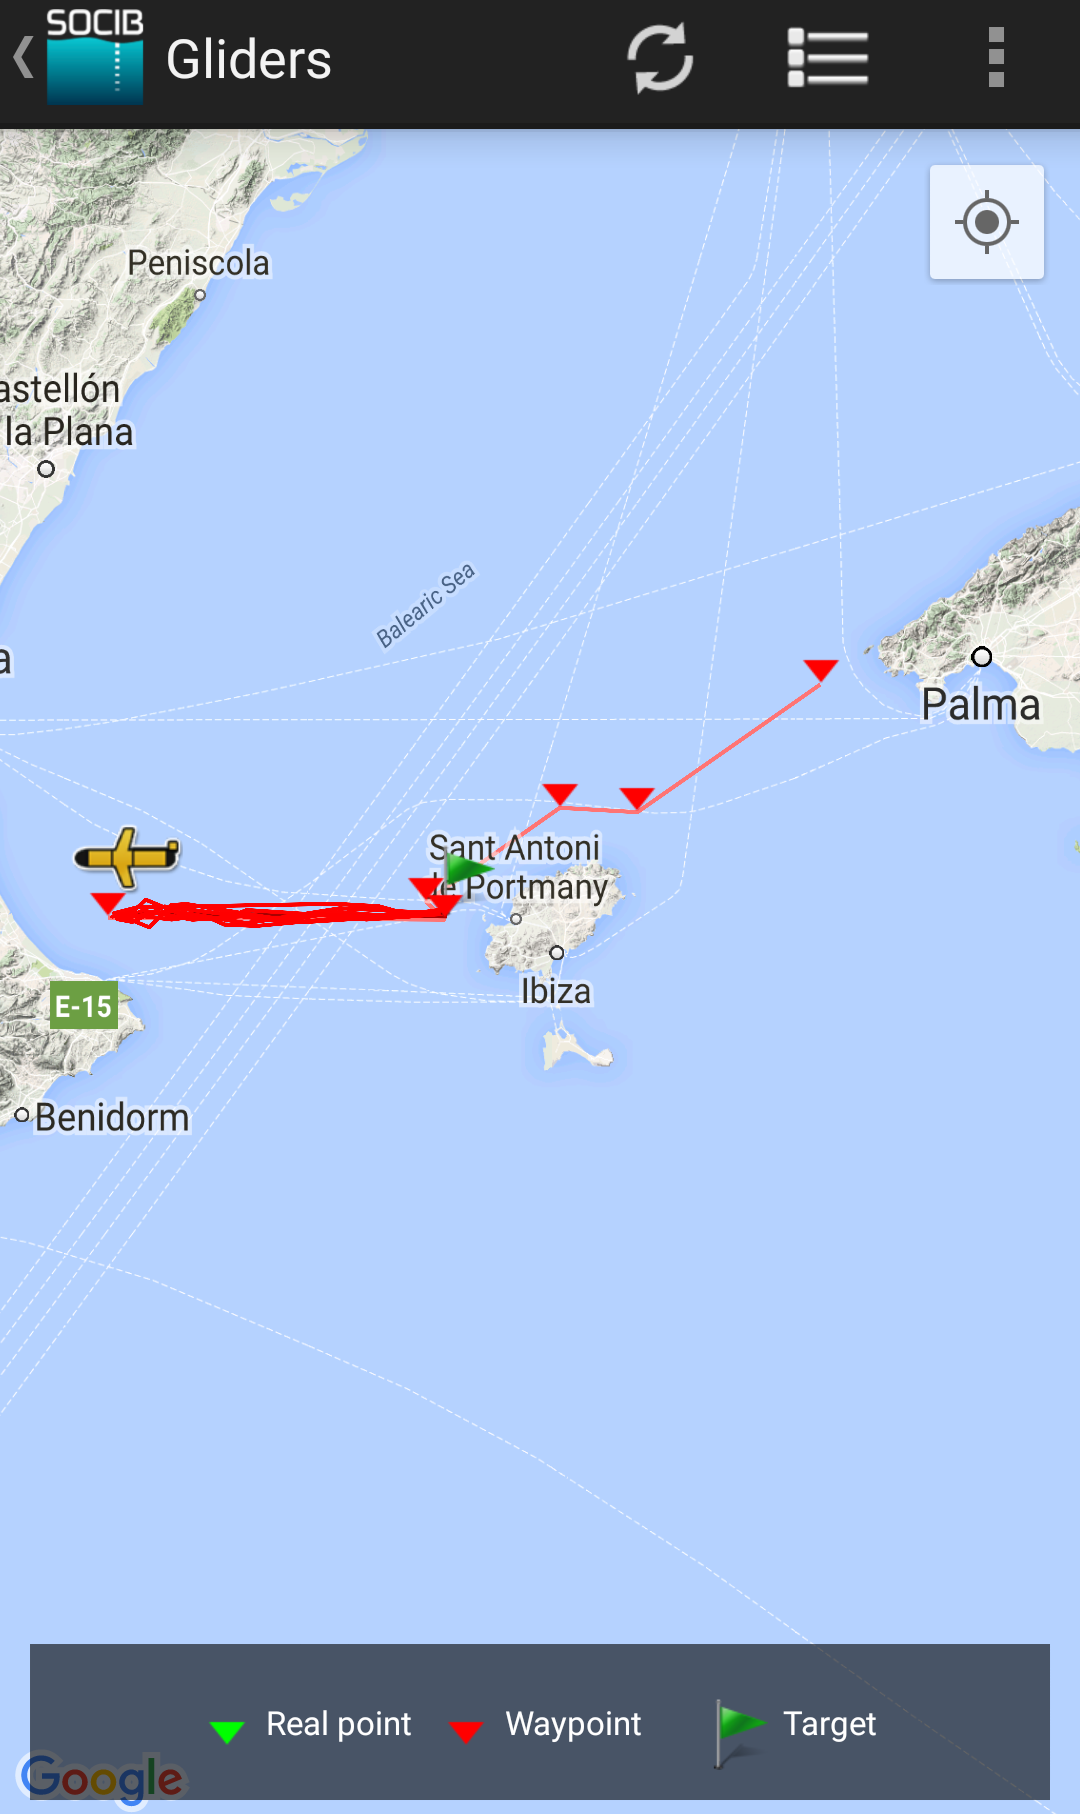 SOCIB
Gliders
Peniscola
astellón
la Plana
Balearic Sea
a
Palma
Sant Antoni
de Portmany
Ibiza
E-15
Benidorm
Real point
Waypoint
Target
Google